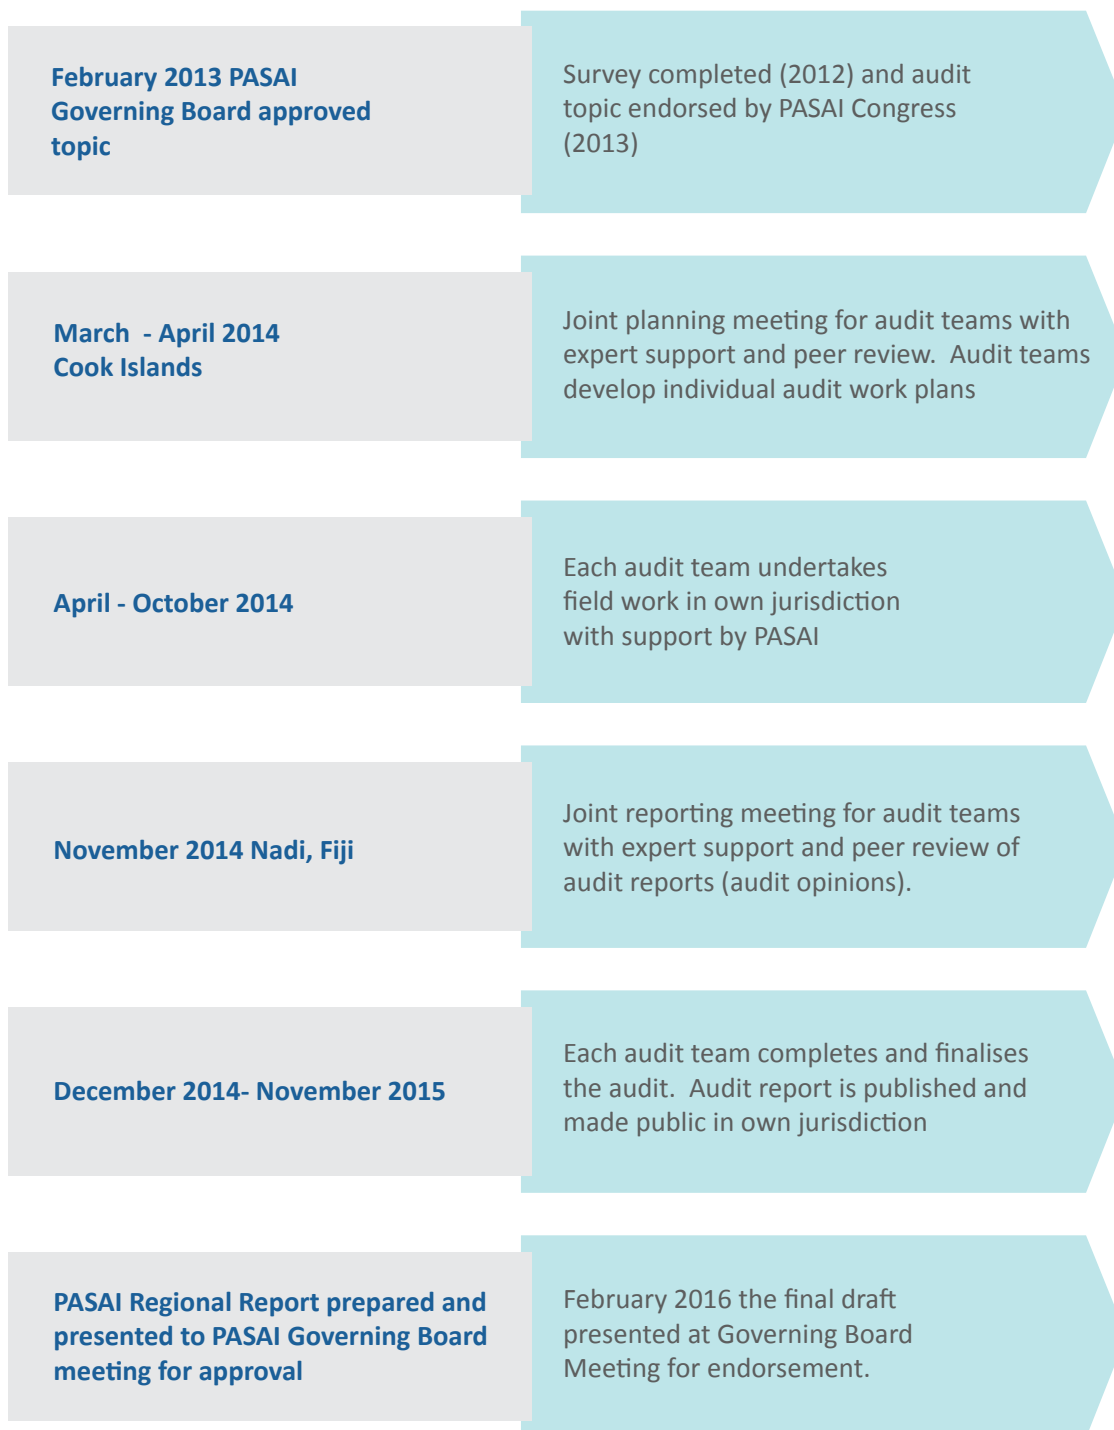 February 2013 PASAI
Governing Board approved
topic
Survey completed (2012) and audit
topic endorsed by PASAI Congress
(2013)
March  - April 2014
Cook Islands
Joint planning meeting for audit teams with
expert support and peer review.  Audit teams
develop individual audit work plans
April - October 2014
Each audit team undertakes
field work in own jurisdiction
with support by PASAI
November 2014 Nadi, Fiji
Joint reporting meeting for audit teams
with expert support and peer review of
audit reports (audit opinions).
December 2014- November 2015
Each audit team completes and finalises
the audit.  Audit report is published and
made public in own jurisdiction
PASAI Regional Report prepared and
presented to PASAI Governing Board
meeting for approval
February 2016 the final draft
presented at Governing Board
Meeting for endorsement.